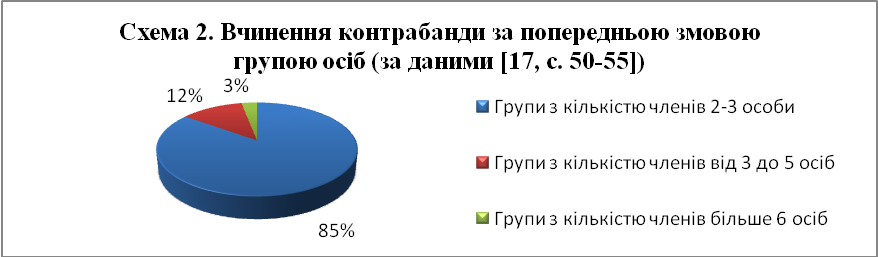 Схема 2. Вчинення контрабанди за попередньою змовою
групою осіб (за даними [17, с. 50-55])
3%
12%
85%
Групи з кількістю членів 2-3 особи
Групи з кількістю членів від 3 до 5 осіб
Групи з кількістю членів більше 6 осіб